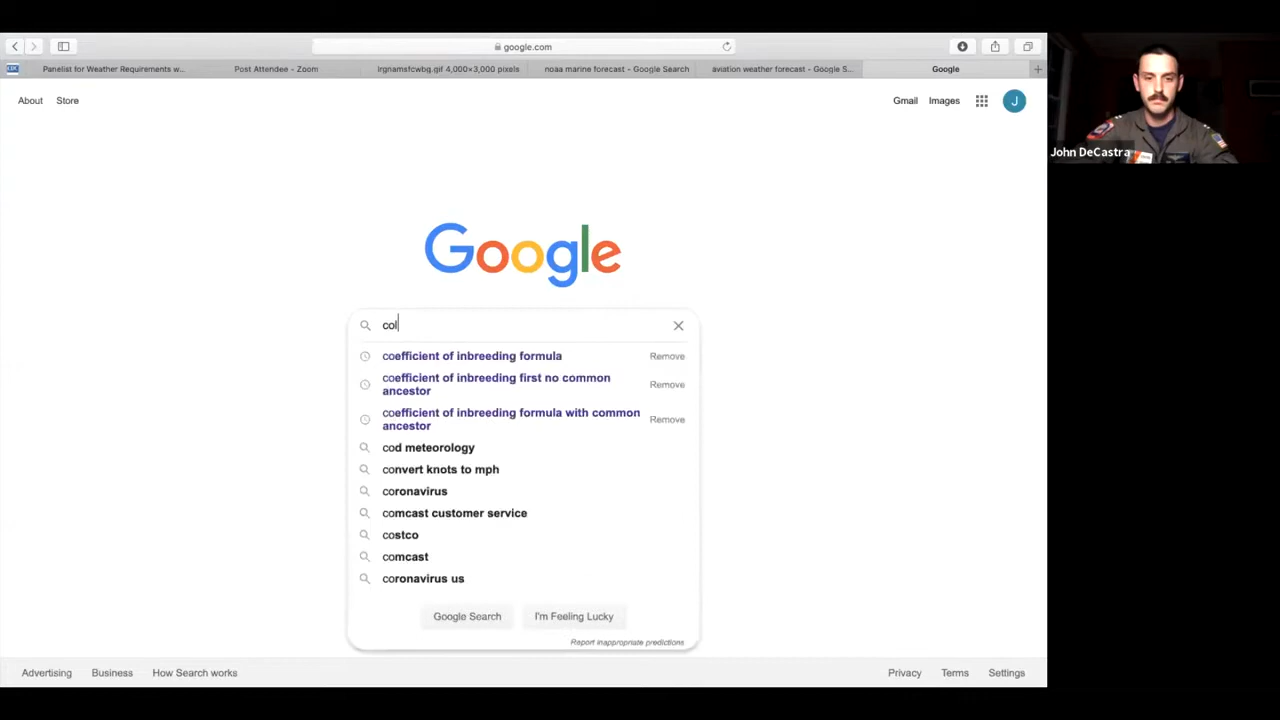 google.com
Panelist for Weather Requirements w...
Post Attendee - Zoom
lrgnamsfcwbg.gif 4,000×3,000 pixels
noaa marine forecast - Google Search
aviation weather forecast - Google S...
Google
About
Store
Gmail
Images
J
John DeCastra
Google
col
coefficient of inbreeding formula
Remove
coefficient of inbreeding first no common
ancestor
Remove
coefficient of inbreeding formula with common
ancestor
Remove
cod meteorology
convert knots to mph
coronavirus
comcast customer service
costco
comcast
coronavirus us
Google Search
I'm Feeling Lucky
Report inappropriate predictions
Advertising
Business
How Search works
Privacy
Terms
Settings